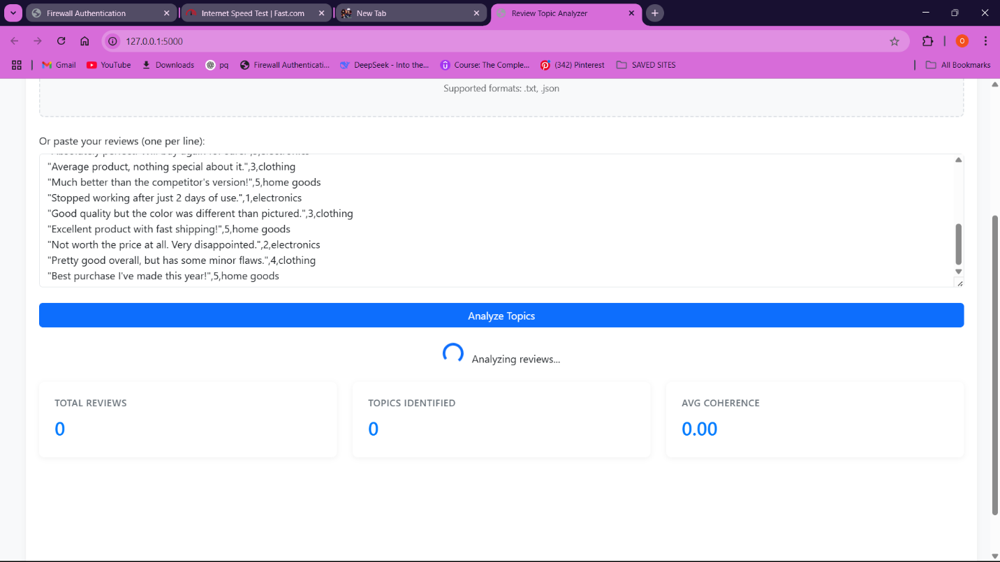 Firewall Authentication
Internet Speed Test | Fast.com
New Tab
Review Topic Analyzer
127.0.0.1:5000
O
Gmail
YouTube
Downloads
pq
Firewall Authenticati...
DeepSeek - Into the...
Course: The Comple...
(342) Pinterest
SAVED SITES
All Bookmarks
Supported formats: .txt, .json
Or paste your reviews (one per line):
"Average product, nothing special about it.",3,clothing
"Much better than the competitor's version!",5,home goods
"Stopped working after just 2 days of use.",1,electronics
"Good quality but the color was different than pictured.",3,clothing
"Excellent product with fast shipping!",5,home goods
"Not worth the price at all. Very disappointed.",2,electronics
"Pretty good overall, but has some minor flaws.",4,clothing
"Best purchase I've made this year!",5,home goods
Analyze Topics
Analyzing reviews...
TOTAL REVIEWS
0
TOPICS IDENTIFIED
0
AVG COHERENCE
0.00